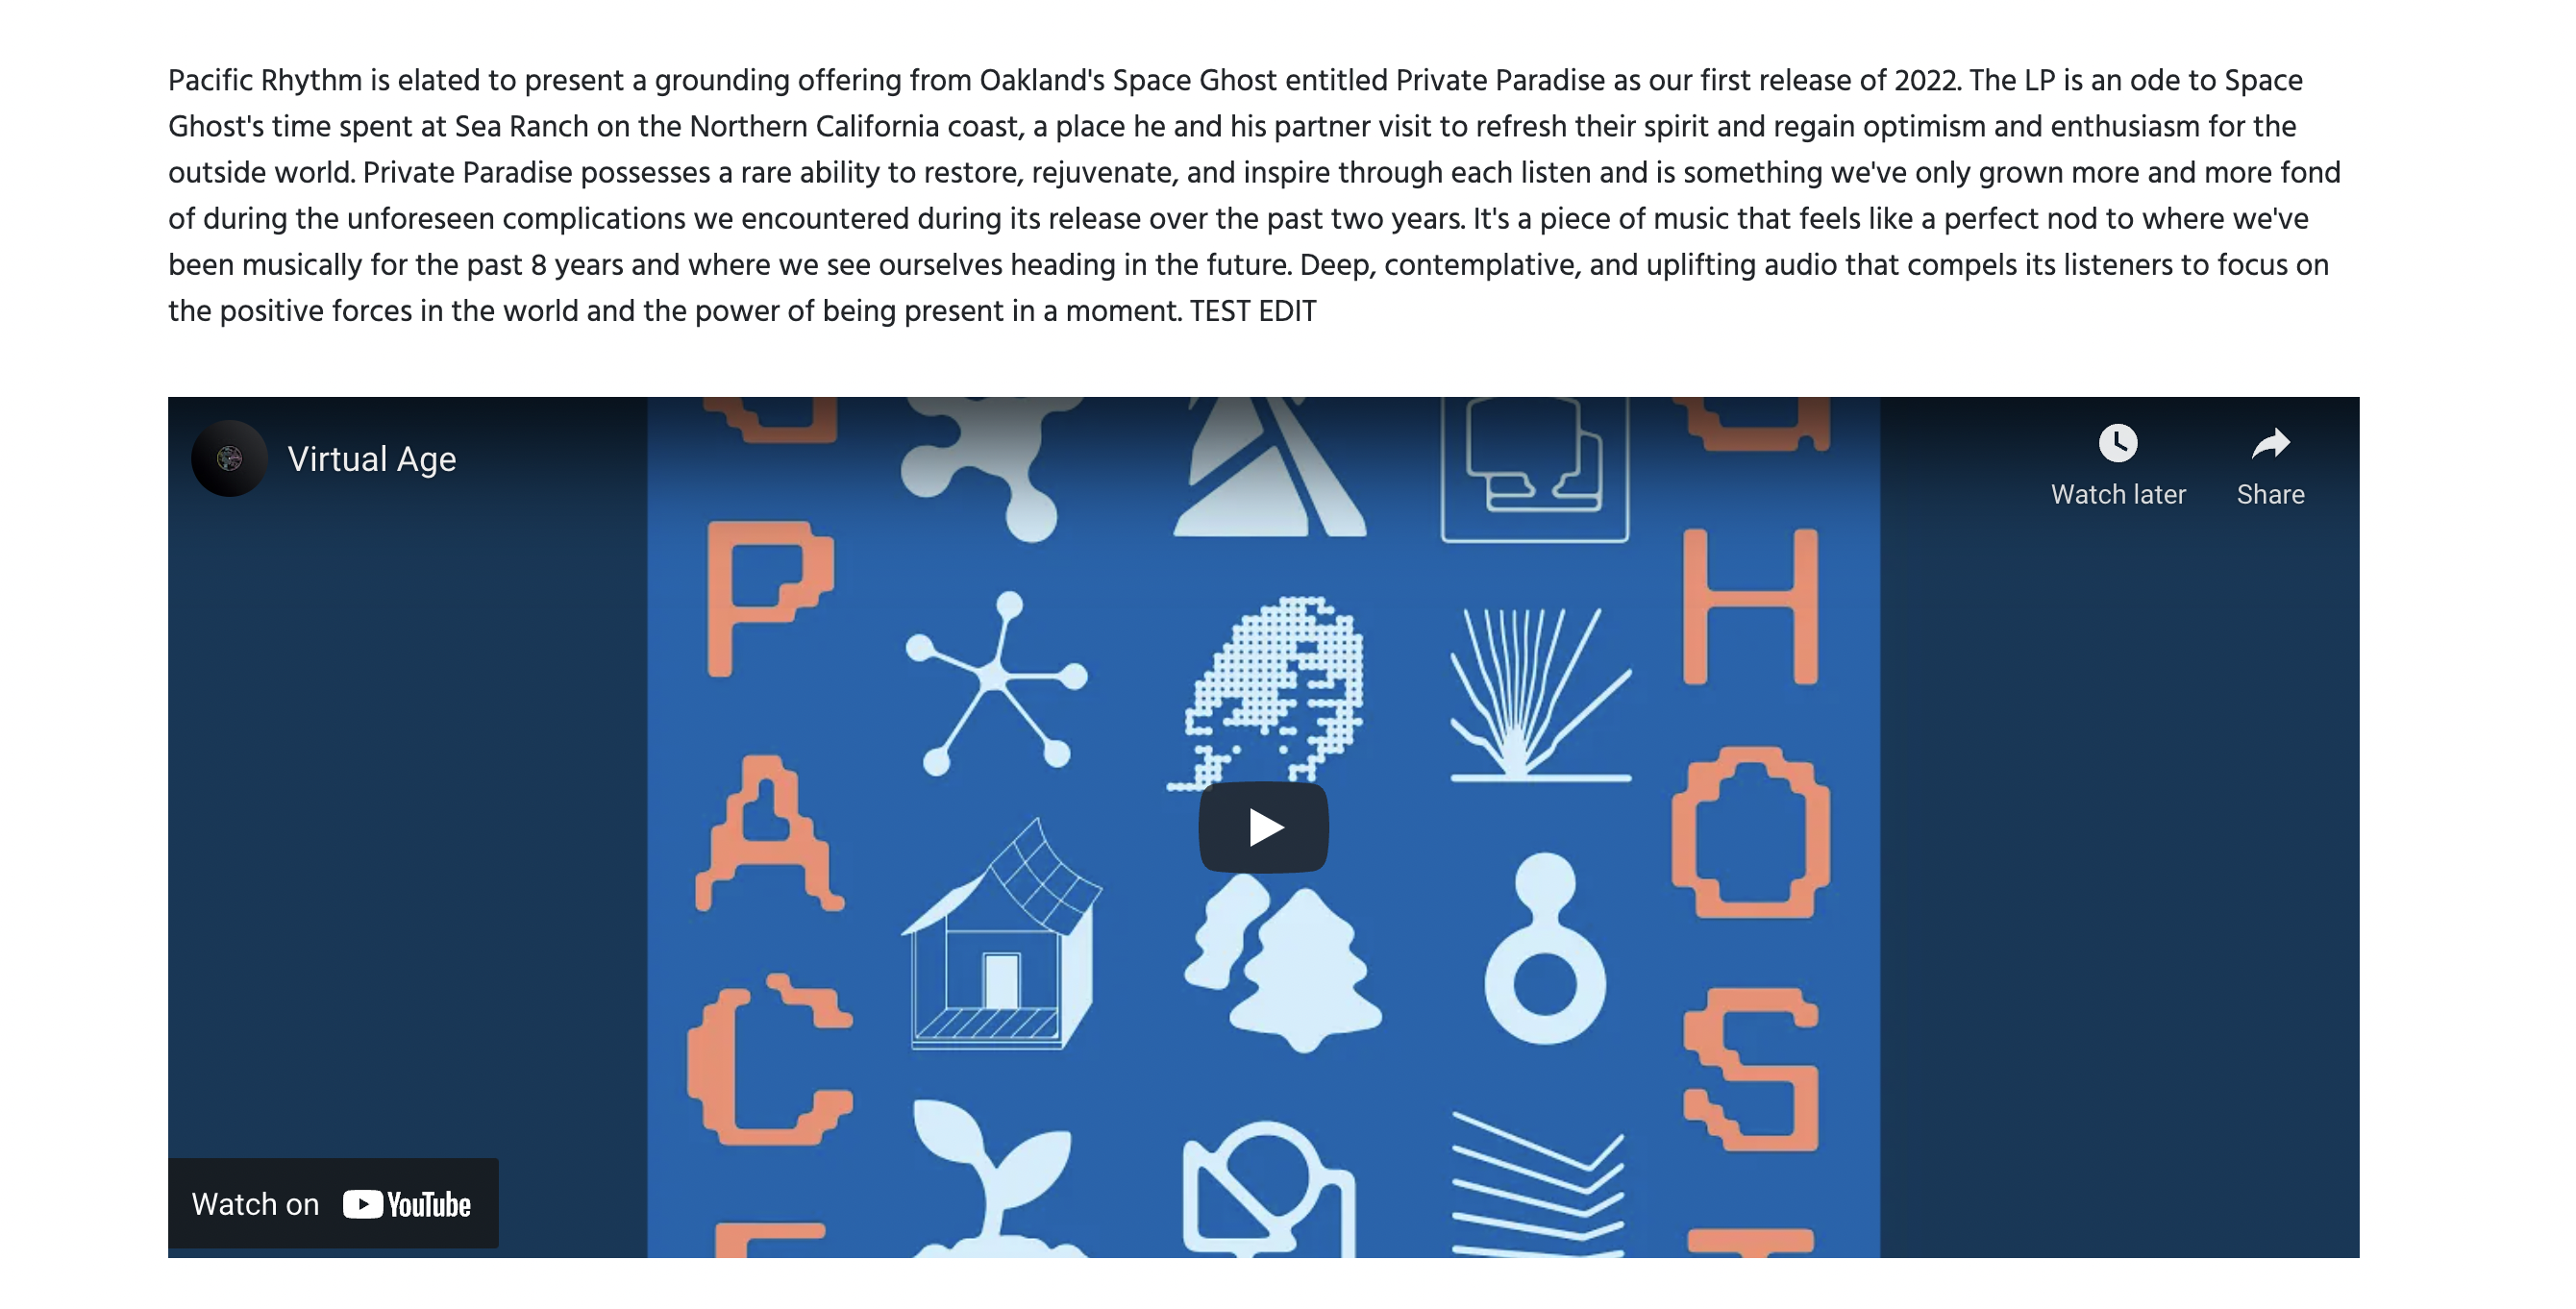 Pacific Rhythm is elated to present a grounding offering from Oakland's Space Ghost entitled Private Paradise as our first release of 2022. The LP is an ode to Space
Ghost's time spent at Sea Ranch on the Northern California coast, a place he and his partner visit to refresh their spirit and regain optimism and enthusiasm for the
outside world. Private Paradise possesses a rare ability to restore, rejuvenate, and inspire through each listen and is something we've only grown more and more fond
of during the unforeseen complications we encountered during its release over the past two years. It's a piece of music that feels like a perfect nod to where we've
been musically for the past 8 years and where we see ourselves heading in the future. Deep, contemplative, and uplifting audio that compels its listeners to focus on
the positive forces in the world and the power of being present in a moment. TEST EDIT
Virtual Age
Watch later
Share
P
A
C
H
O
S
Watch on YouTube